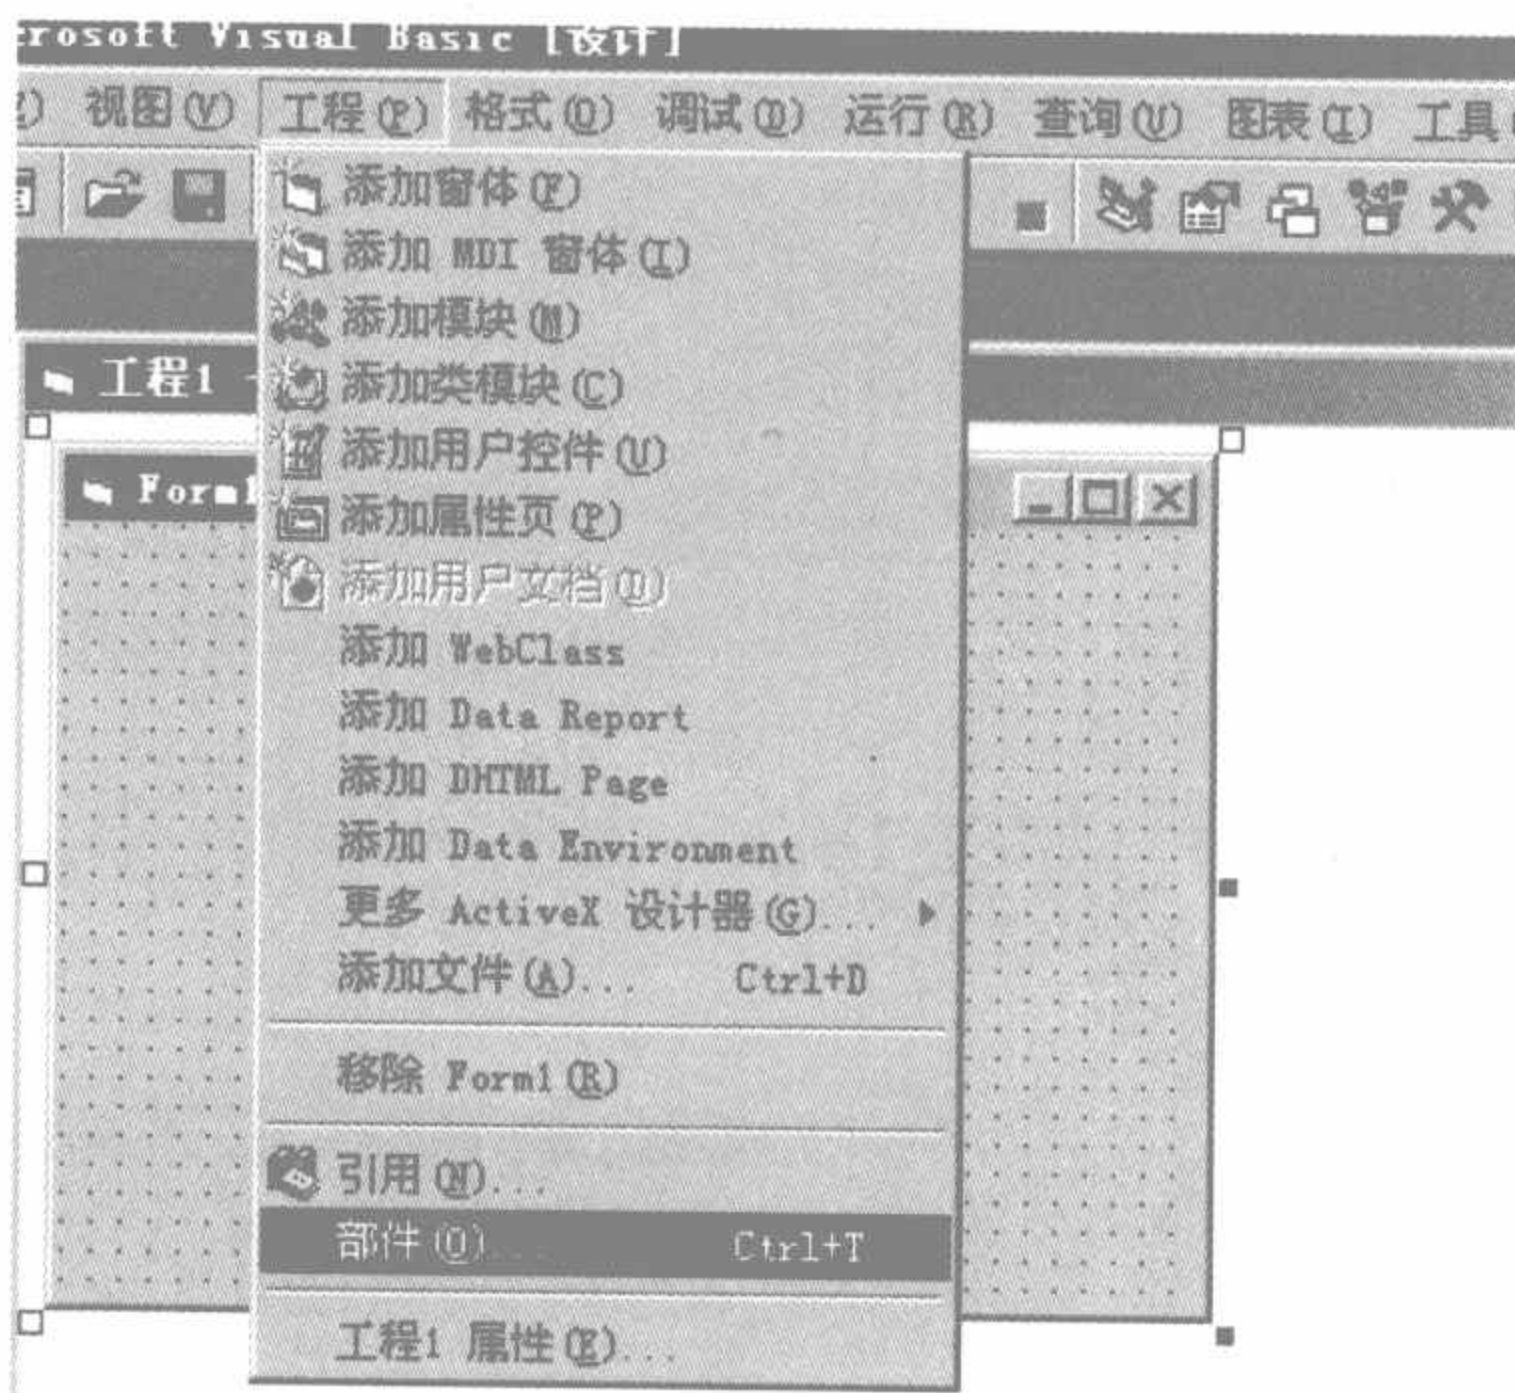 crosoft Visual Basic [设计]
视图(V) 工程(P) 格式(O) 调试(D) 运行(R) 查询(U) 图表(I) 工具
添加窗体(F)
添加 MDI 窗体(I)
添加模块(M)
工程1 -
添加类模块(C)
添加用户控件(U)
Form1
添加属性页(P)
添加用户文档(D)
添加 WebClass
添加 Data Report
添加 DHTML Page
添加 Data Environment
更多 ActiveX 设计器(G)...
添加文件(A)... Ctrl+D
移除 Form1(R)
引用(N)...
部件(O)... Ctrl+T
工程1 属性(E)...